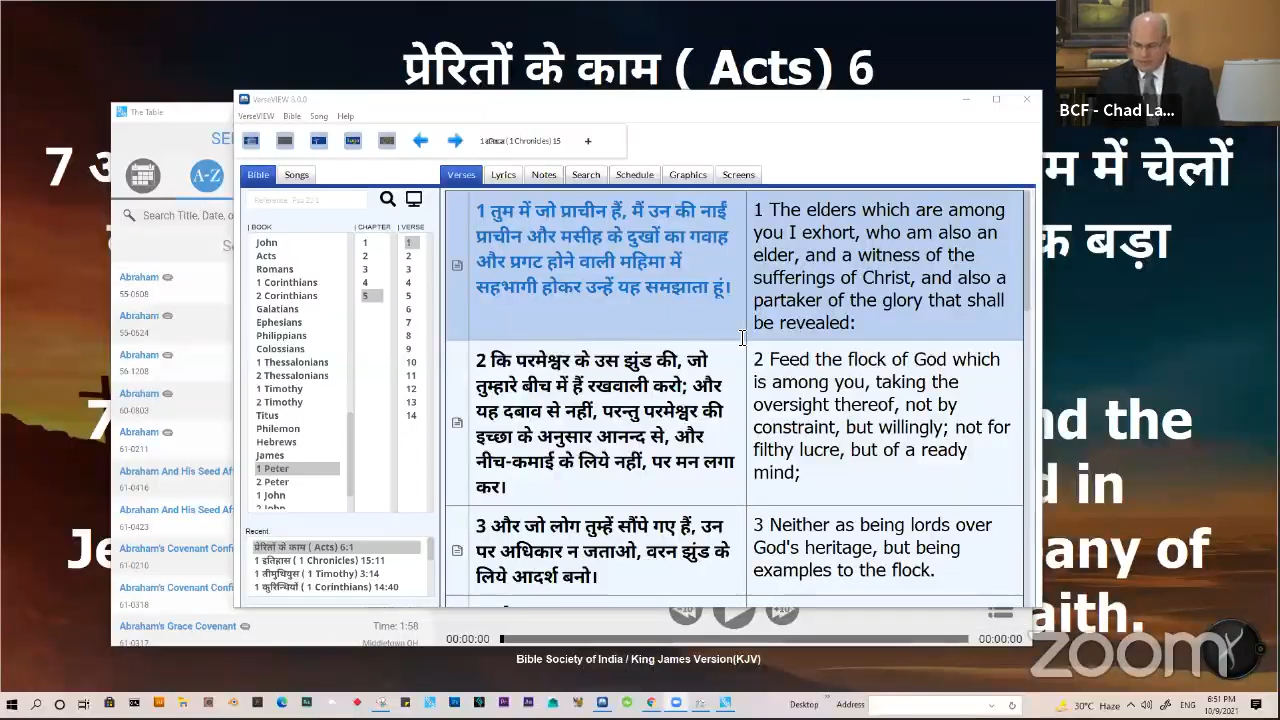 प्रेरितों के काम ( Acts) 6
BCF - Chad La...
7
म में चेलों
क बड़ा
7
nd the
d in
Je
any of
aith.
The Table
VerseVIEW 8.0.0
VerseVIEW Bible Song Help
( 1 Chronicles) 15 +
A-Z
Search Title, Date, o
Abraham
55-0608
Abraham
55-0624
Abraham
56-1208
Abraham
60-0803
Abraham
61-0211
Abraham And His Seed Af
61-0416
Abraham And His Seed Af
61-0423
Abraham's Covenant Confi
61-0210
Abraham's Covenant Confi
61-0318
Abraham's Grace Covenant
61-0317
Time: 1:58
Middletown OH
Bible Songs
Verses Lyrics Notes Search Schedule Graphics Screens
BOOK CHAPTER VERSE
John
Acts
Romans
1 Corinthians
2 Corinthians
Galatians
Ephesians
Philippians
Colossians
1 Thessalonians
2 Thessalonians
1 Timothy
2 Timothy
Titus
Philemon
Hebrews
James
1 Peter
2 Peter
1 John
1
2
3
4
5
1
2
3
4
5
6
7
8
9
10
11
12
13
14
Recent:
प्रेरितों के काम ( Acts) 6:1
1 इतिहास ( 1 Chronicles) 15:11
1 तीमुथियुस ( 1 Timothy) 3:14
1 कुरिन्थियों ( 1 Corinthians) 14:40
1 तुम में जो प्राचीन हैं, मैं उन की नाईं
प्राचीन और मसीह के दुखों का गवाह
और प्रगट होने वाली महिमा में
सहभागी होकर उन्हें यह समझाता हूं।
1 The elders which are among
you I exhort, who am also an
elder, and a witness of the
sufferings of Christ, and also a
partaker of the glory that shall
be revealed:
2 कि परमेश्वर के उस झुंड की, जो
तुम्हारे बीच में हैं रखवाली करो; और
यह दबाव से नहीं, परन्तु परमेश्वर की
इच्छा के अनुसार आनन्द से, और
नीच-कमाई के लिये नहीं, पर मन लगा
कर।
2 Feed the flock of God which
is among you, taking the
oversight thereof, not by
constraint, but willingly; not for
filthy lucre, but of a ready
mind;
3 और जो लोग तुम्हें सौंपे गए हैं, उन
पर अधिकार न जताओ, वरन झुंड के
लिये आदर्श बनो।
3 Neither as being lords over
God's heritage, but being
examples to the flock.
00:00:00
00:00:00
zoom
Bible Society of India / King James Version(KJV)
Desktop
Address
30°C Haze
6:51 PM
10/9/2021